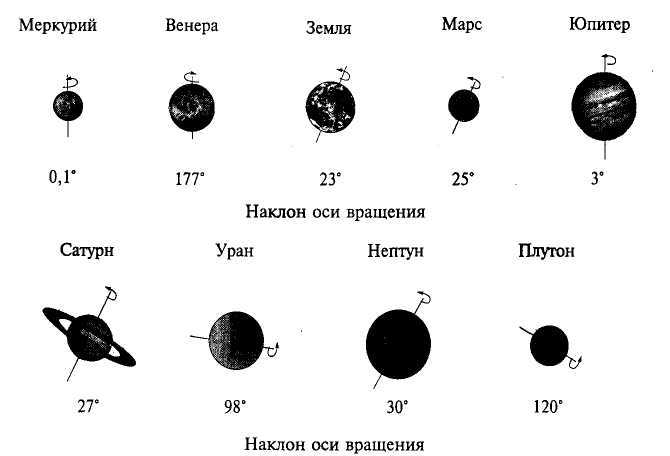 Меркурий Венера Земля Марс Юпитер
0,1° 177° 23° 25° 3°
Наклон оси вращения
Сатурн Уран Нептун Плутон
27° 98° 30° 120°
Наклон оси вращения